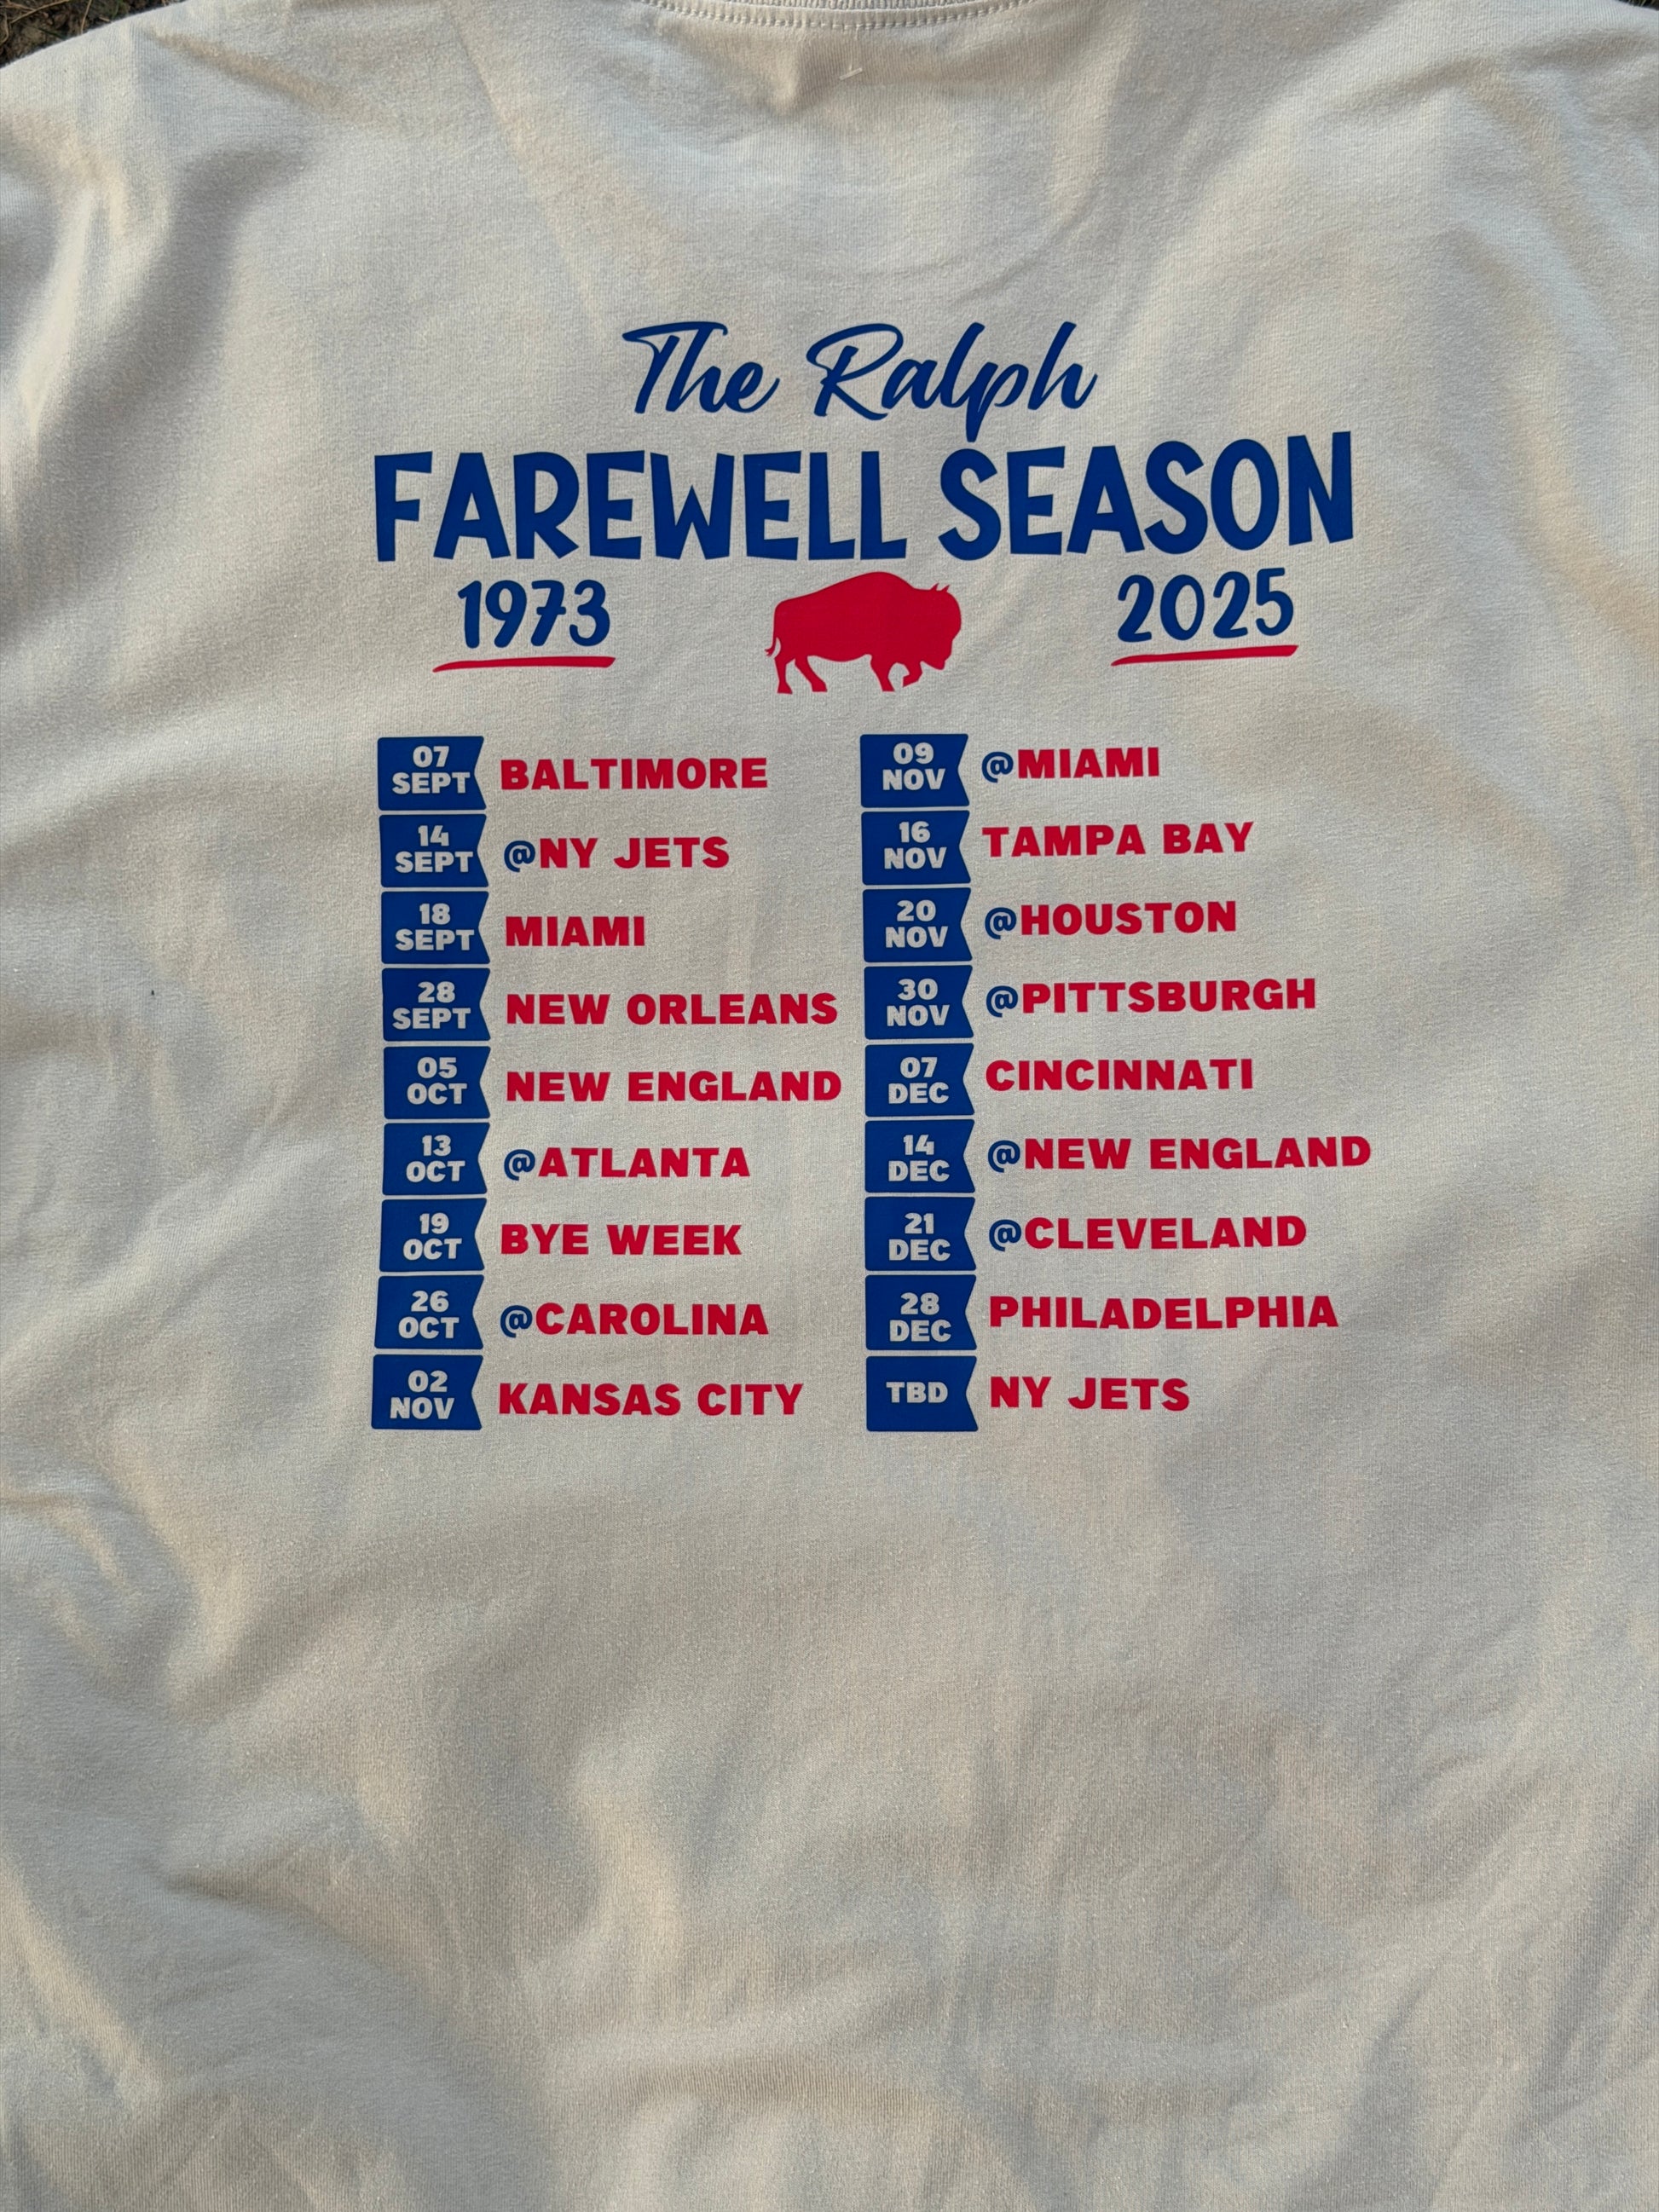 The Ralph
FAREWELL SEASON
1973
2025
07
SEPT
BALTIMORE
14
SEPT
@NY JETS
18
SEPT
MIAMI
28
SEPT
NEW ORLEANS
05
OCT
NEW ENGLAND
13
OCT
@ATLANTA
19
OCT
BYE WEEK
26
OCT
@CAROLINA
02
NOV
KANSAS CITY
09
NOV
@MIAMI
16
NOV
TAMPA BAY
20
NOV
@HOUSTON
30
NOV
@PITTSBURGH
07
DEC
CINCINNATI
14
DEC
@NEW ENGLAND
21
DEC
@CLEVELAND
28
DEC
PHILADELPHIA
TBD
NY JETS